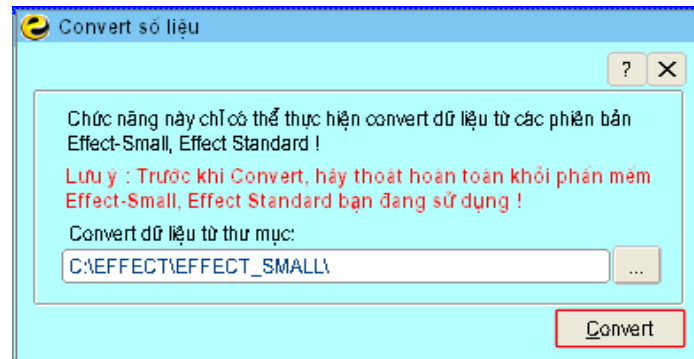 Convert số liệu
? X
Chức năng này chỉ có thể thực hiện convert dữ liệu từ các phiên bản
Effect-Small, Effect Standard !
Lưu ý : Trước khi Convert, hãy thoát hoàn toàn khỏi phần mềm
Effect-Small, Effect Standard bạn đang sử dụng !
Convert dữ liệu từ thư mục:
C:\EFFECT\EFFECT_SMALL\
...
Convert